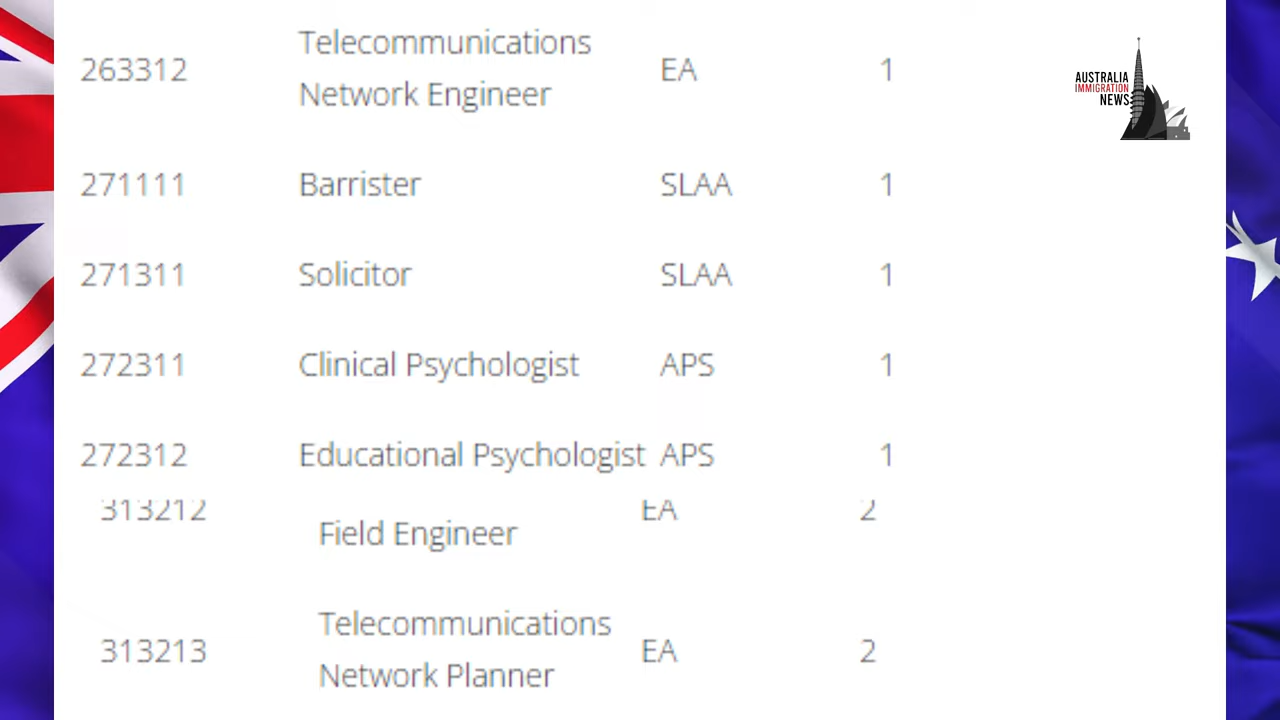 263312 Telecommunications Network Engineer EA 1
AUSTRALIA
IMMIGRATION
NEWS
271111 Barrister SLAA 1
271311 Solicitor SLAA 1
272311 Clinical Psychologist APS 1
272312 Educational Psychologist APS 1
313212 Field Engineer EA 2
313213 Telecommunications Network Planner EA 2